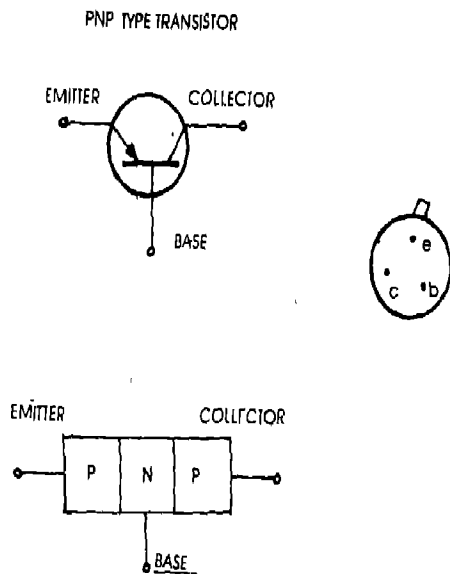 PNP TYPE TRANSISTOR
EMITTER COLLECTOR
BASE
e
c b
EMITTER COLLECTOR
P N P
BASE